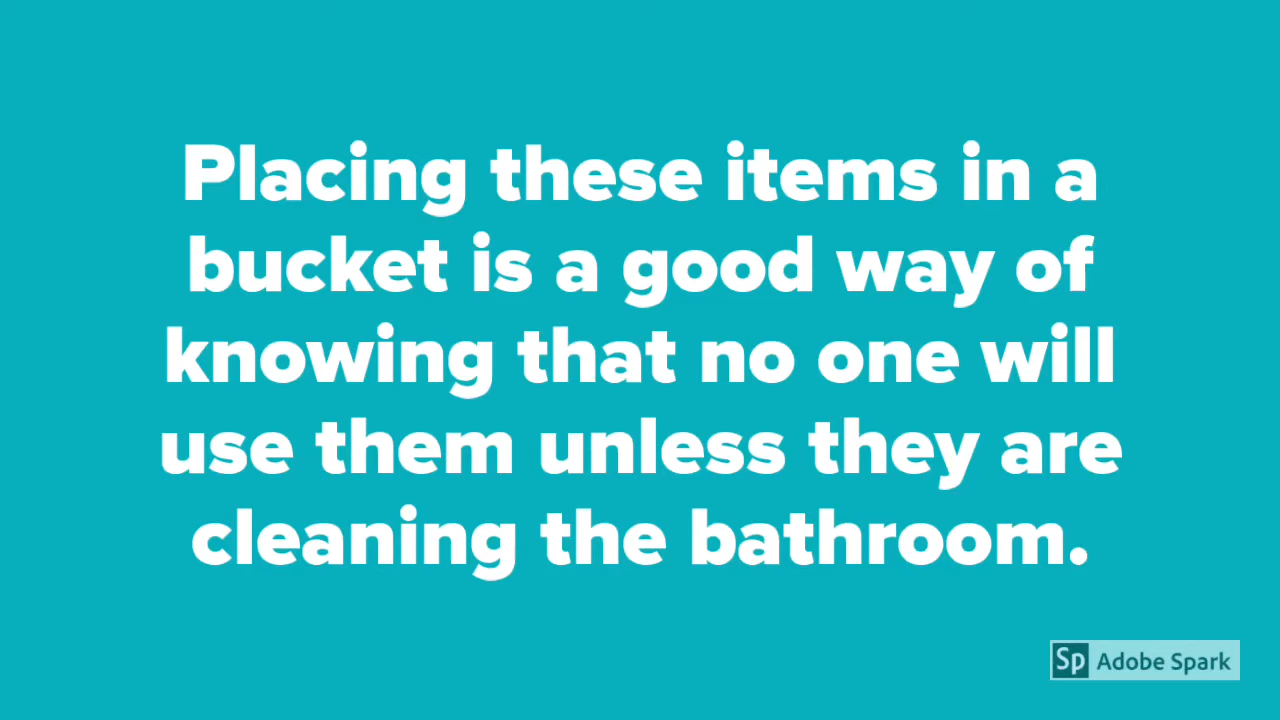 Placing these items in a
bucket is a good way of
knowing that no one will
use them unless they are
cleaning the bathroom.
Sp Adobe Spark